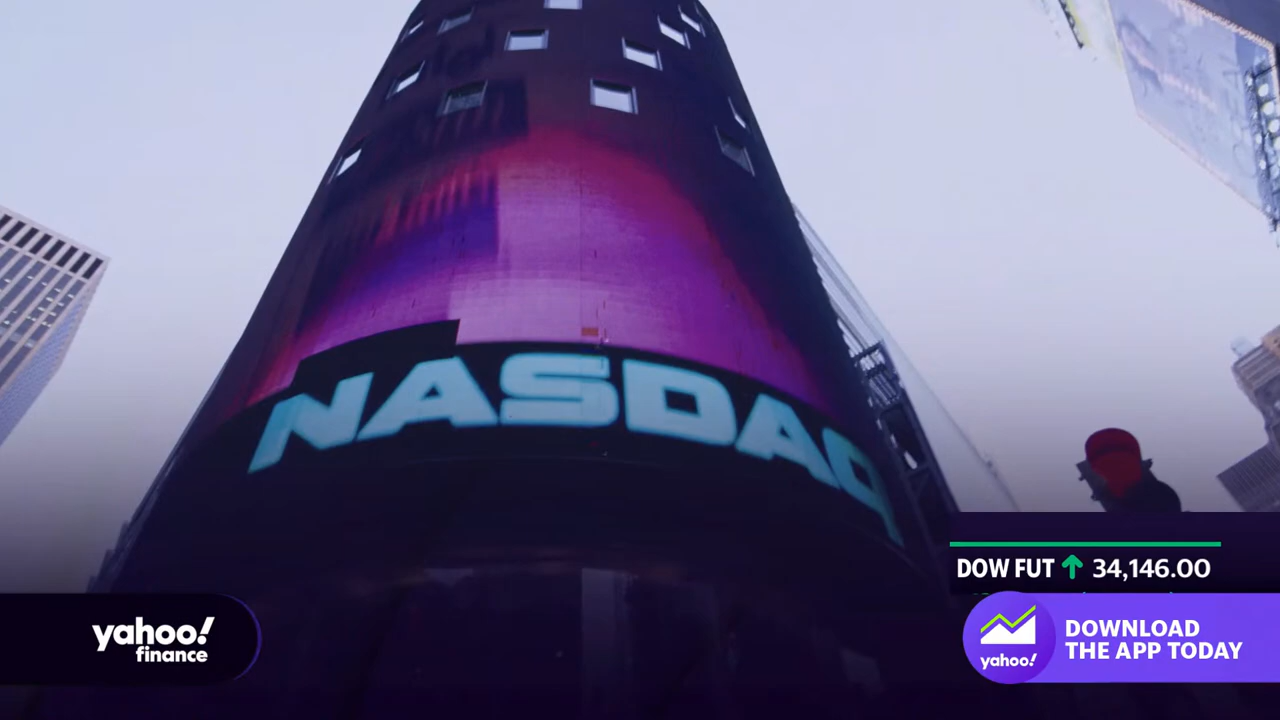 NASDAQ
DOW FUT 34,146.00
yahoo!
finance
yahoo!
DOWNLOAD
THE APP TODAY